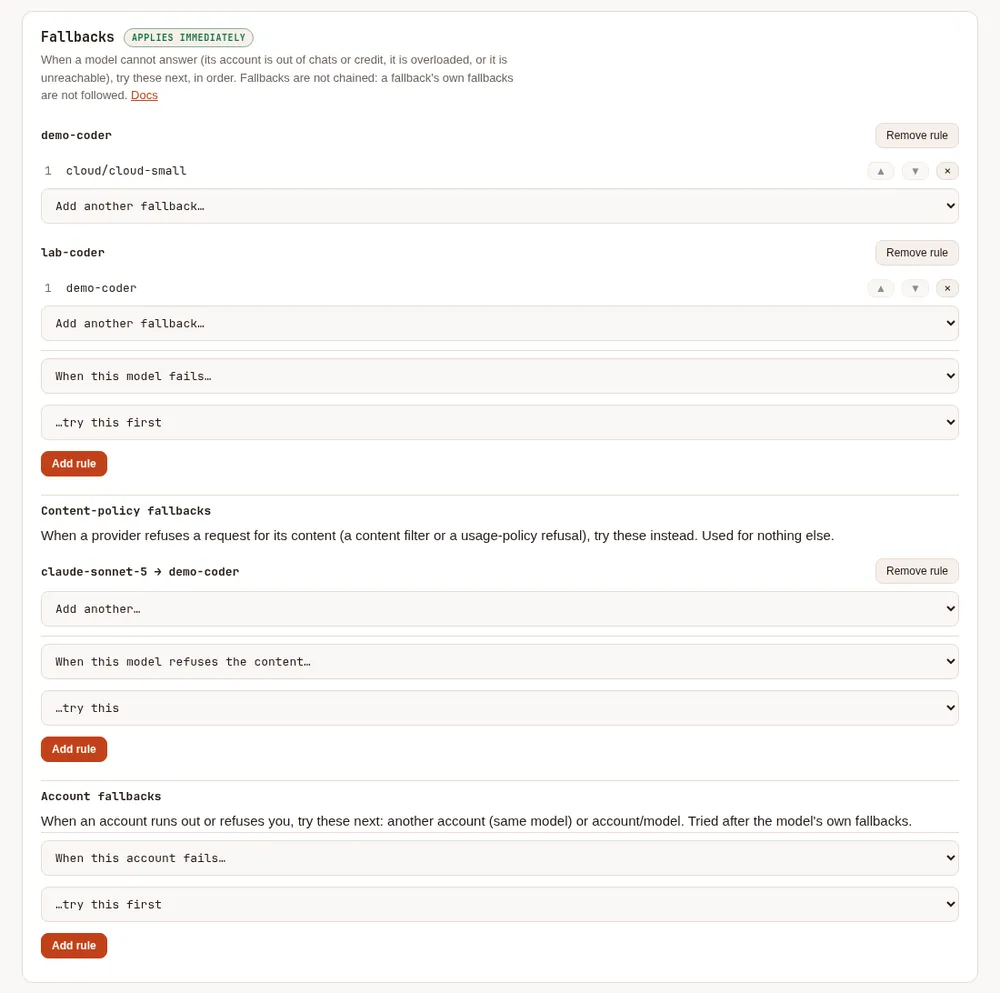 Fallbacks APPLIES IMMEDIATELY
When a model cannot answer (its account is out of chats or credit, it is overloaded, or it is
unreachable), try these next, in order. Fallbacks are not chained: a fallback's own fallbacks
are not followed. Docs
demo-coder Remove rule
1 cloud/cloud-small ▲ ▼ ×
Add another fallback…
lab-coder Remove rule
1 demo-coder ▲ ▼ ×
Add another fallback…
When this model fails…
…try this first
Add rule
Content-policy fallbacks
When a provider refuses a request for its content (a content filter or a usage-policy refusal), try these instead. Used for nothing else.
claude-sonnet-5 → demo-coder Remove rule
Add another…
When this model refuses the content…
…try this
Add rule
Account fallbacks
When an account runs out or refuses you, try these next: another account (same model) or account/model. Tried after the model's own fallbacks.
When this account fails…
…try this first
Add rule